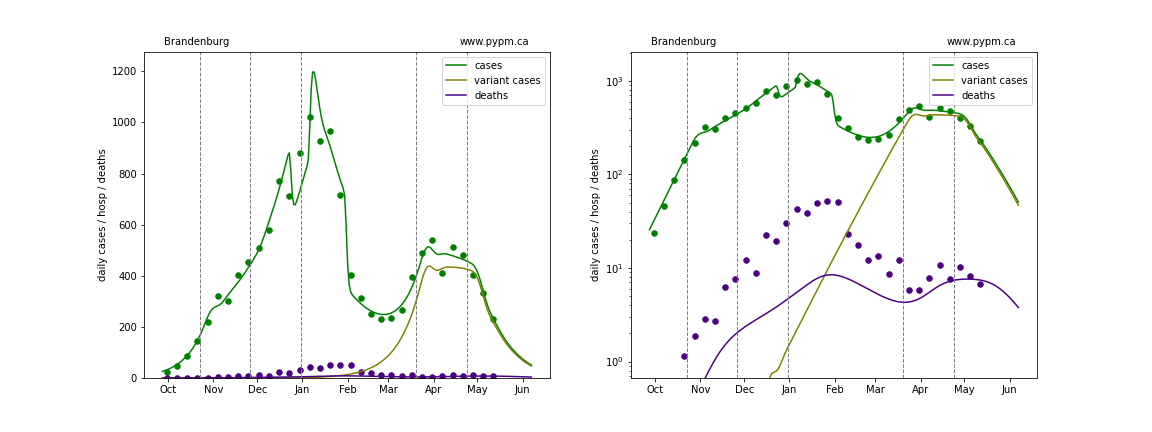 Brandenburg www.pypm.ca
cases
variant cases
deaths
daily cases / hosp / deaths
1200
1000
800
600
400
200
0
Oct Nov Dec Jan Feb Mar Apr May Jun
Brandenburg www.pypm.ca
cases
variant cases
deaths
daily cases / hosp / deaths
10³
10²
10¹
10⁰
Oct Nov Dec Jan Feb Mar Apr May Jun